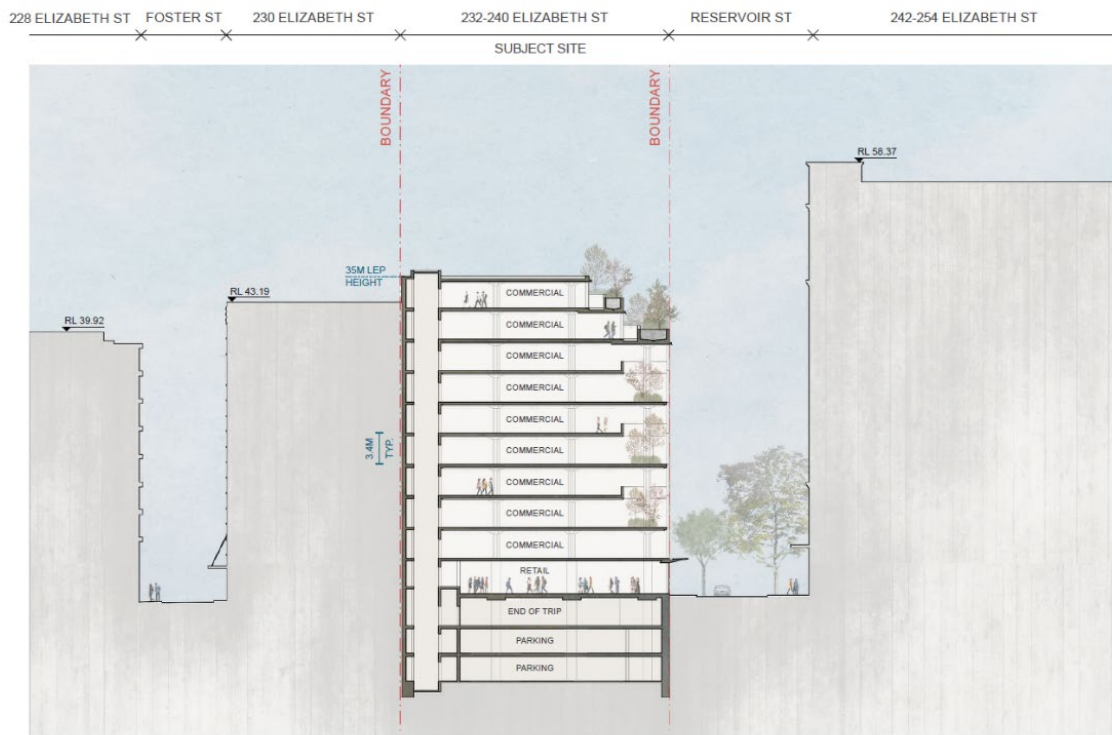 228 ELIZABETH ST
FOSTER ST
230 ELIZABETH ST
232-240 ELIZABETH ST
RESERVOIR ST
242-254 ELIZABETH ST
SUBJECT SITE
BOUNDARY
BOUNDARY
RL 58.37
35M LEP
HEIGHT
RL 43.19
RL 39.92
COMMERCIAL
COMMERCIAL
COMMERCIAL
COMMERCIAL
COMMERCIAL
3.4M
TYP.
COMMERCIAL
COMMERCIAL
COMMERCIAL
COMMERCIAL
RETAIL
END OF TRIP
PARKING
PARKING